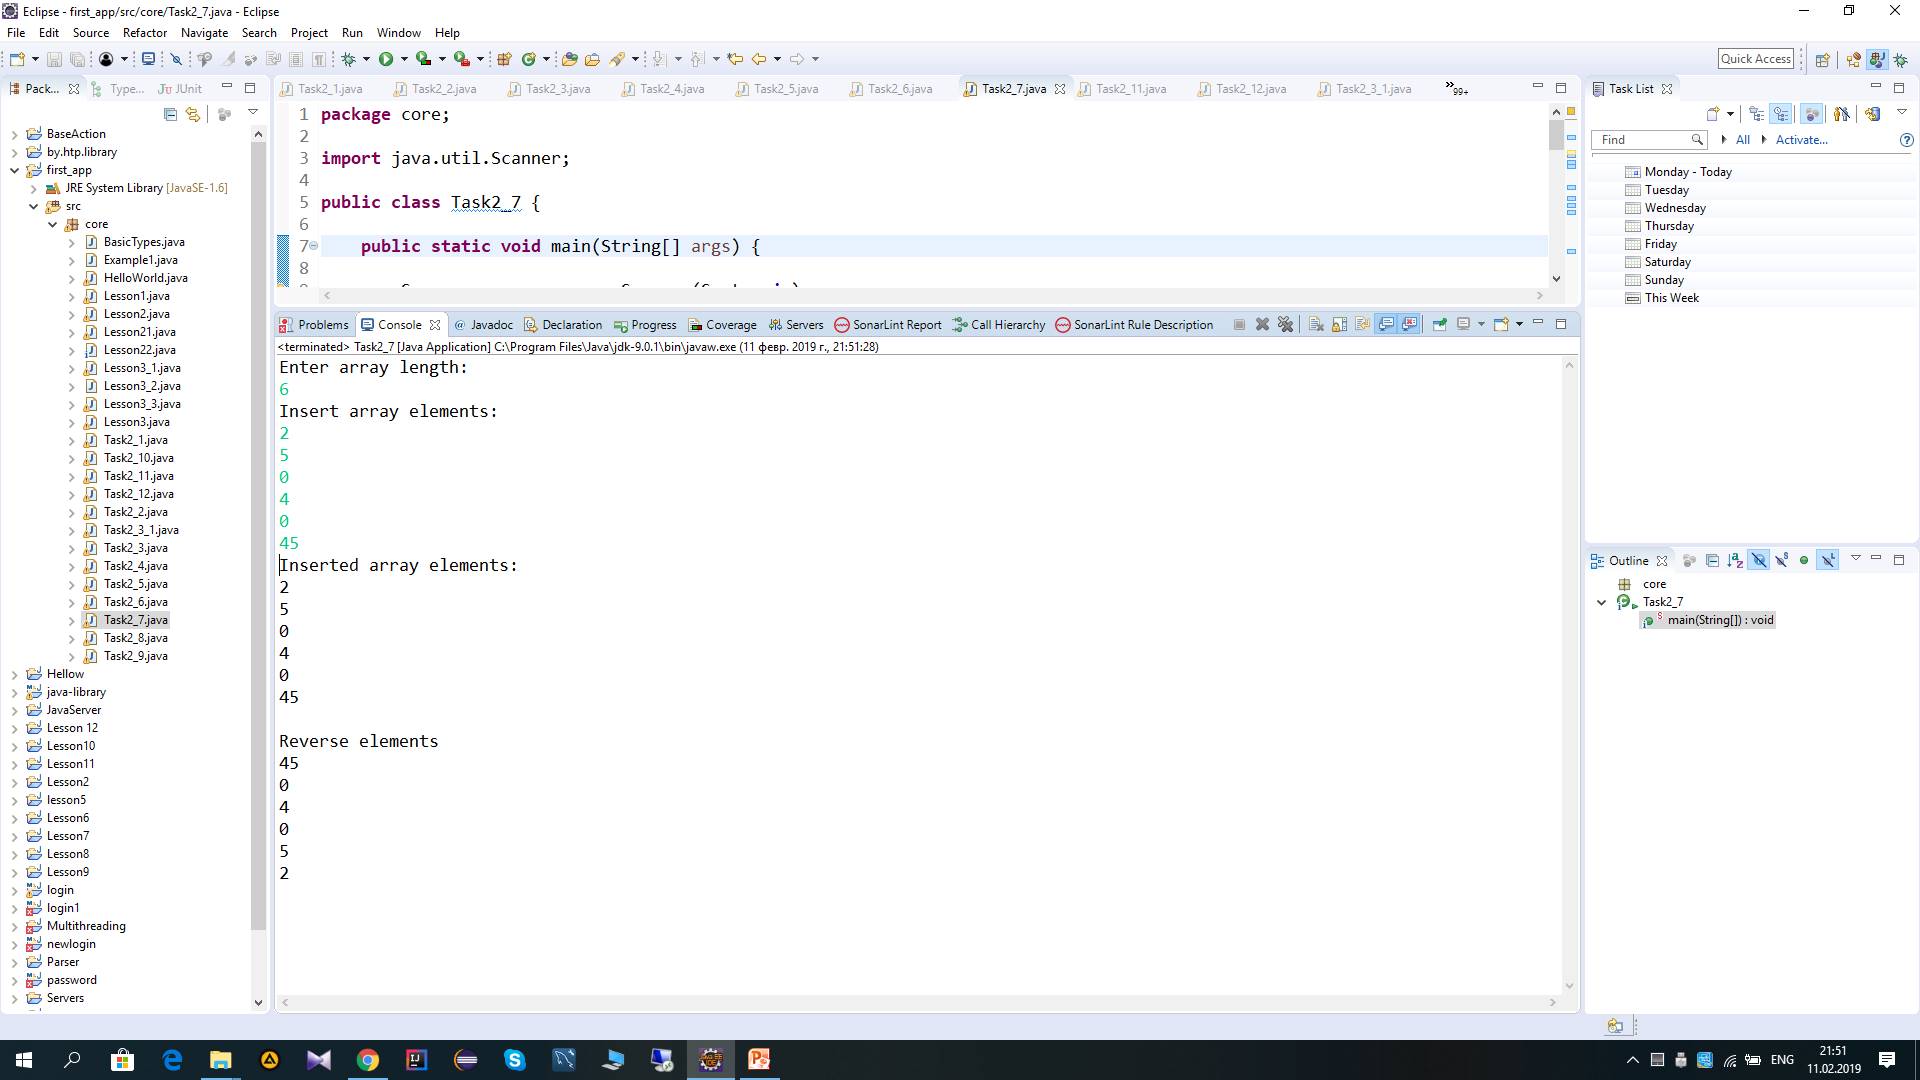 Eclipse - first_app/src/core/Task2_7.java - Eclipse
File Edit Source Refactor Navigate Search Project Run Window Help
Quick Access
Pack... Type... JUnit
BaseAction
by.htp.library
first_app
JRE System Library [JavaSE-1.6]
src
core
BasicTypes.java
Example1.java
HelloWorld.java
Lesson1.java
Lesson2.java
Lesson21.java
Lesson22.java
Lesson3_1.java
Lesson3_2.java
Lesson3_3.java
Lesson3.java
Task2_1.java
Task2_10.java
Task2_11.java
Task2_12.java
Task2_2.java
Task2_3_1.java
Task2_3.java
Task2_4.java
Task2_5.java
Task2_6.java
Task2_7.java
Task2_8.java
Task2_9.java
Hellow
java-library
JavaServer
Lesson 12
Lesson10
Lesson11
Lesson2
lesson5
Lesson6
Lesson7
Lesson8
Lesson9
login
login1
Multithreading
newlogin
Parser
password
Servers
Task2_1.java Task2_2.java Task2_3.java Task2_4.java Task2_5.java Task2_6.java Task2_7.java Task2_11.java Task2_12.java Task2_3_1.java »99+
1 package core;
2
3 import java.util.Scanner;
4
5 public class Task2_7 {
6
7 public static void main(String[] args) {
8
Problems Console @ Javadoc Declaration Progress Coverage Servers SonarLint Report Call Hierarchy SonarLint Rule Description
<terminated> Task2_7 [Java Application] C:\Program Files\Java\jdk-9.0.1\bin\javaw.exe (11 февр. 2019 г., 21:51:28)
Enter array length:
6
Insert array elements:
2
5
0
4
0
45
Inserted array elements:
2
5
0
4
0
45
Reverse elements
45
0
4
0
5
2
Task List
Find All Activate...
Monday - Today
Tuesday
Wednesday
Thursday
Friday
Saturday
Sunday
This Week
Outline
core
Task2_7
main(String[]) : void
ENG
21:51
11.02.2019